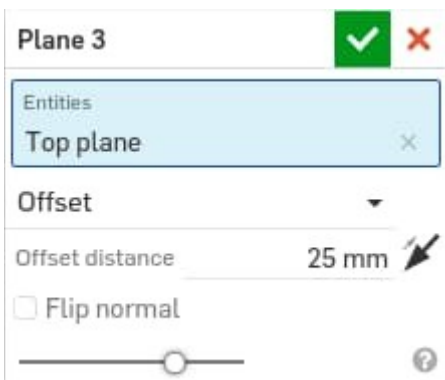 Plane 3
Entities
Top plane
Offset
Offset distance 25 mm
Flip normal